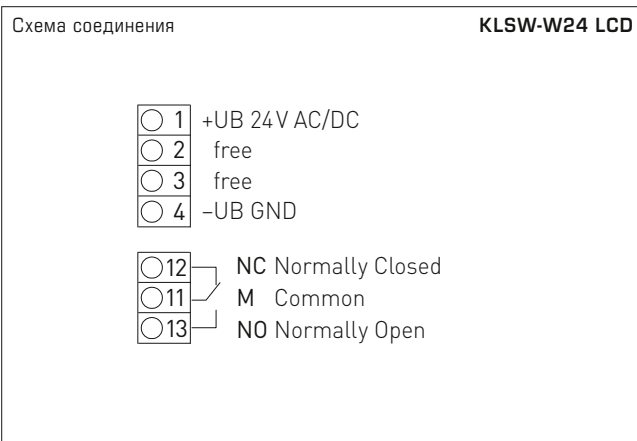 Схема соединения KLSW-W24 LCD
1 +UB 24V AC/DC
2 free
3 free
4 –UB GND
12 NC Normally Closed
11 M Common
13 NO Normally Open